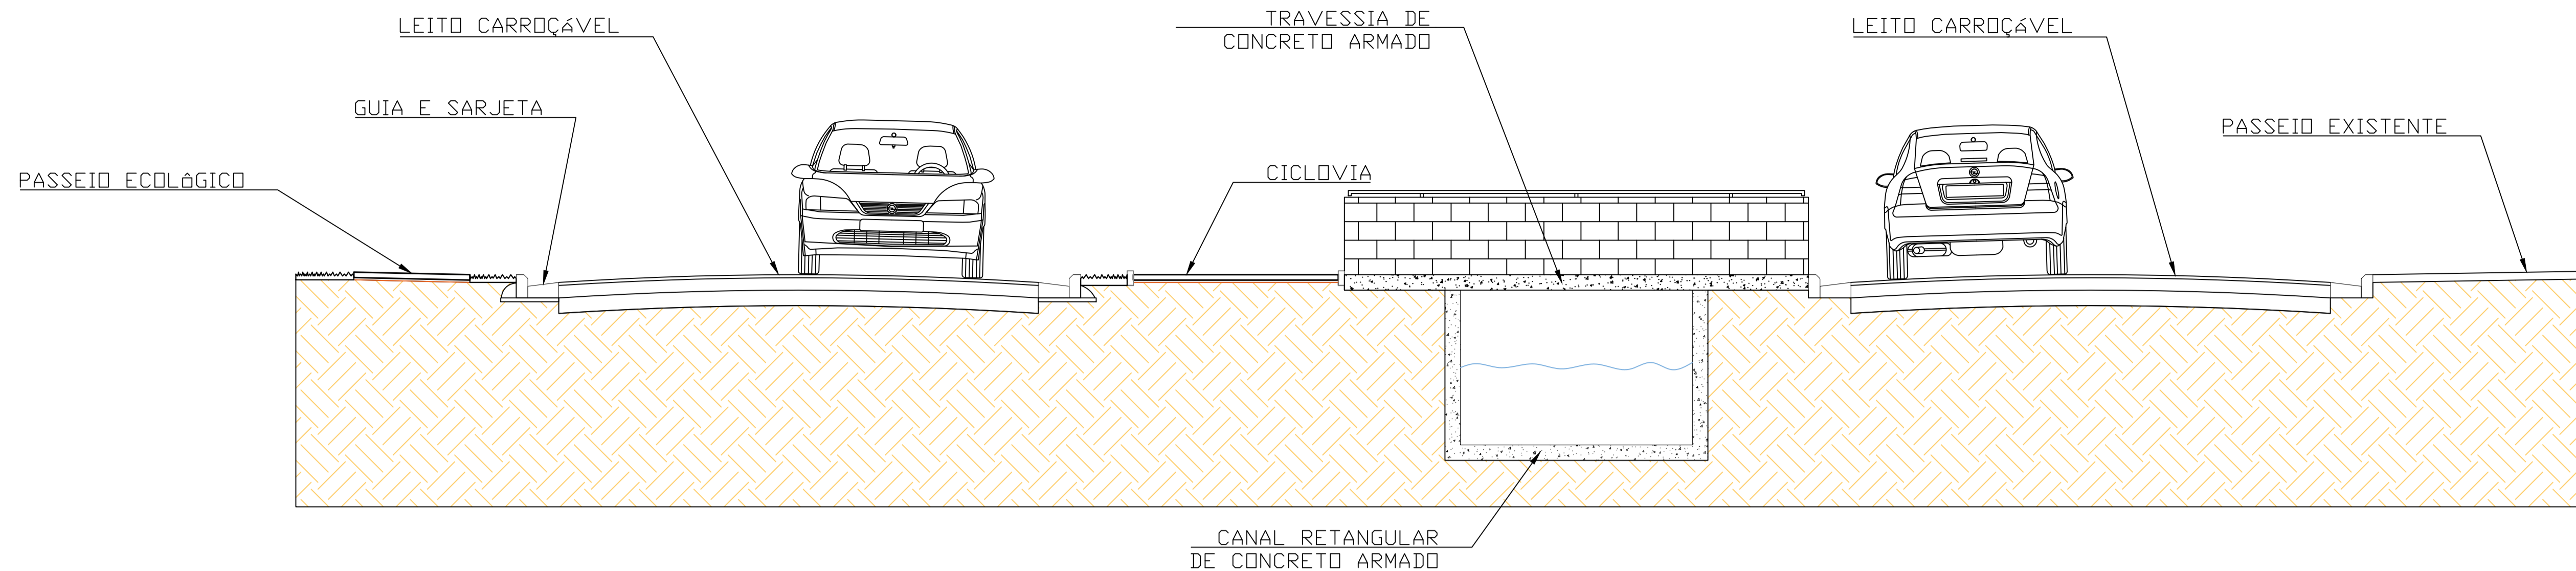 LEITO CARROÇáVEL
TRAVESSIA DE
CONCRETO ARMADO
LEITO CARROÇáVEL
GUIA E SARJETA
PASSEIO EXISTENTE
CICLOVIA
PASSEIO ECOLôGICO
CANAL RETANGULAR
DE CONCRETO ARMADO